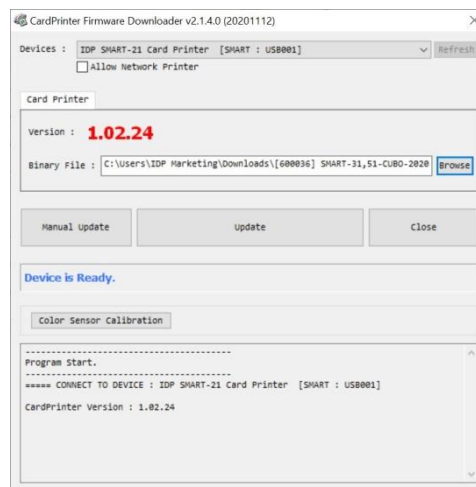 CardPrinter Firmware Downloader v2.1.4.0 (20201112)
Devices : IDP SMART-21 Card Printer [SMART : USB001] Refresh
Allow Network Printer
Card Printer
Version : 1.02.24
Binary File : C:\Users\IDP Marketing\Downloads\[600036] SMART-31,51-CUBO-2020 Browse
Manual Update Update Close
Device is Ready.
Color Sensor Calibration
----------------------------------------
Program Start.
----------------------------------------
===== CONNECT TO DEVICE : IDP SMART-21 Card Printer [SMART : USB001]
CardPrinter Version : 1.02.24